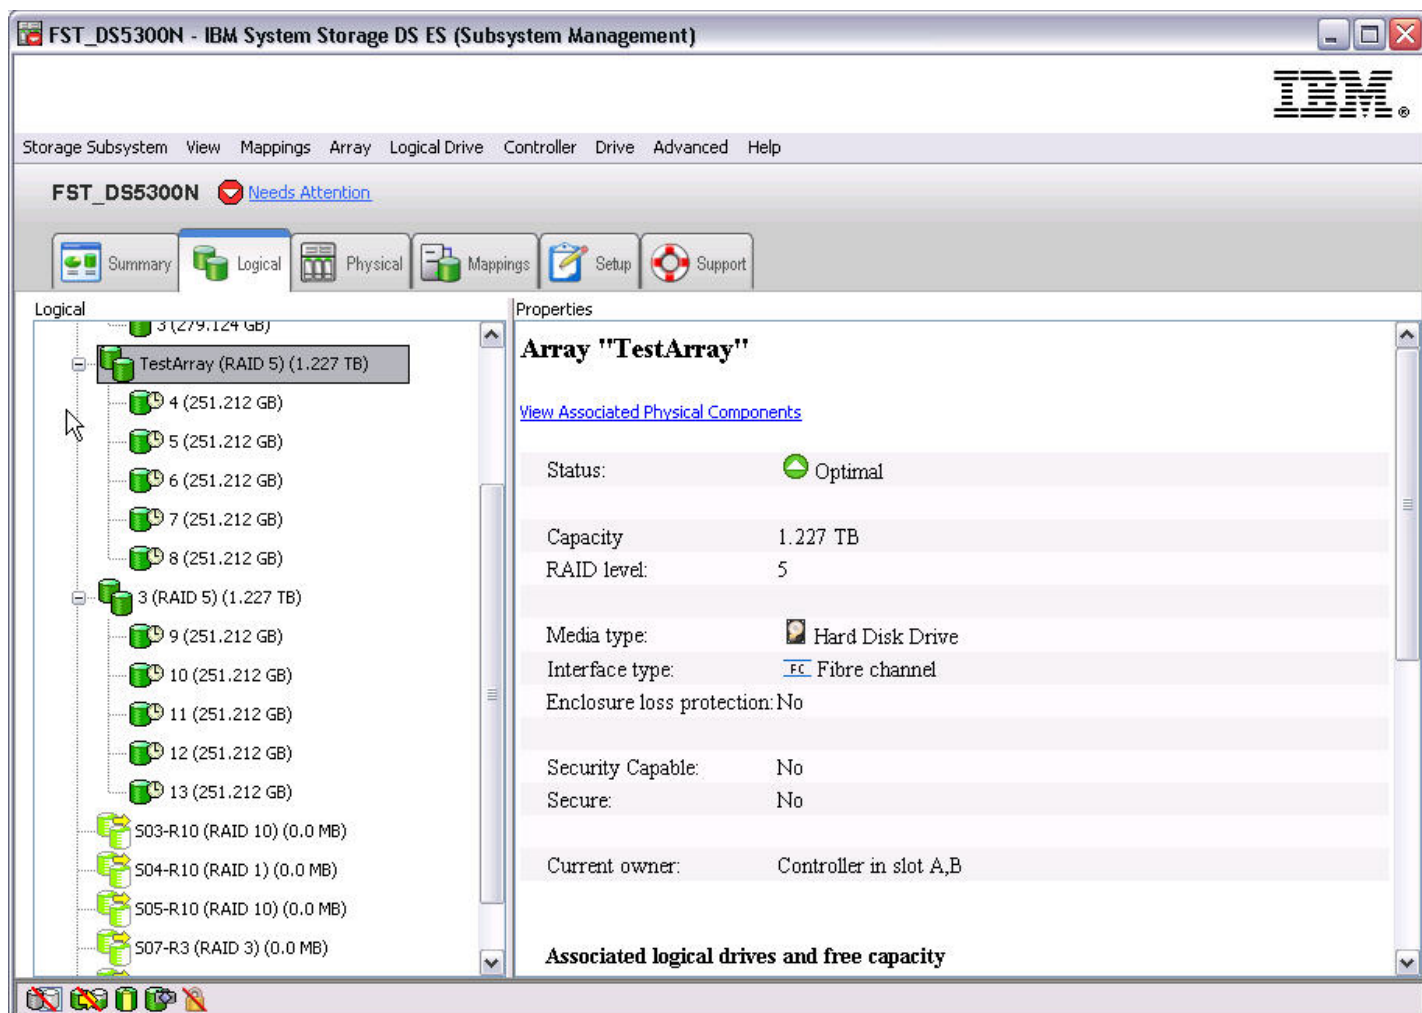 FST_DS5300N - IBM System Storage DS ES (Subsystem Management)
IBM®
Storage Subsystem View Mappings Array Logical Drive Controller Drive Advanced Help
FST_DS5300N Needs Attention
Summary Logical Physical Mappings Setup Support
Logical
3 (279.124 GB)
TestArray (RAID 5) (1.227 TB)
4 (251.212 GB)
5 (251.212 GB)
6 (251.212 GB)
7 (251.212 GB)
8 (251.212 GB)
3 (RAID 5) (1.227 TB)
9 (251.212 GB)
10 (251.212 GB)
11 (251.212 GB)
12 (251.212 GB)
13 (251.212 GB)
S03-R10 (RAID 10) (0.0 MB)
S04-R10 (RAID 1) (0.0 MB)
S05-R10 (RAID 10) (0.0 MB)
S07-R3 (RAID 3) (0.0 MB)
Properties
Array "TestArray"
View Associated Physical Components
Status: Optimal
Capacity 1.227 TB
RAID level: 5
Media type: Hard Disk Drive
Interface type: FC Fibre channel
Enclosure loss protection: No
Security Capable: No
Secure: No
Current owner: Controller in slot A,B
Associated logical drives and free capacity